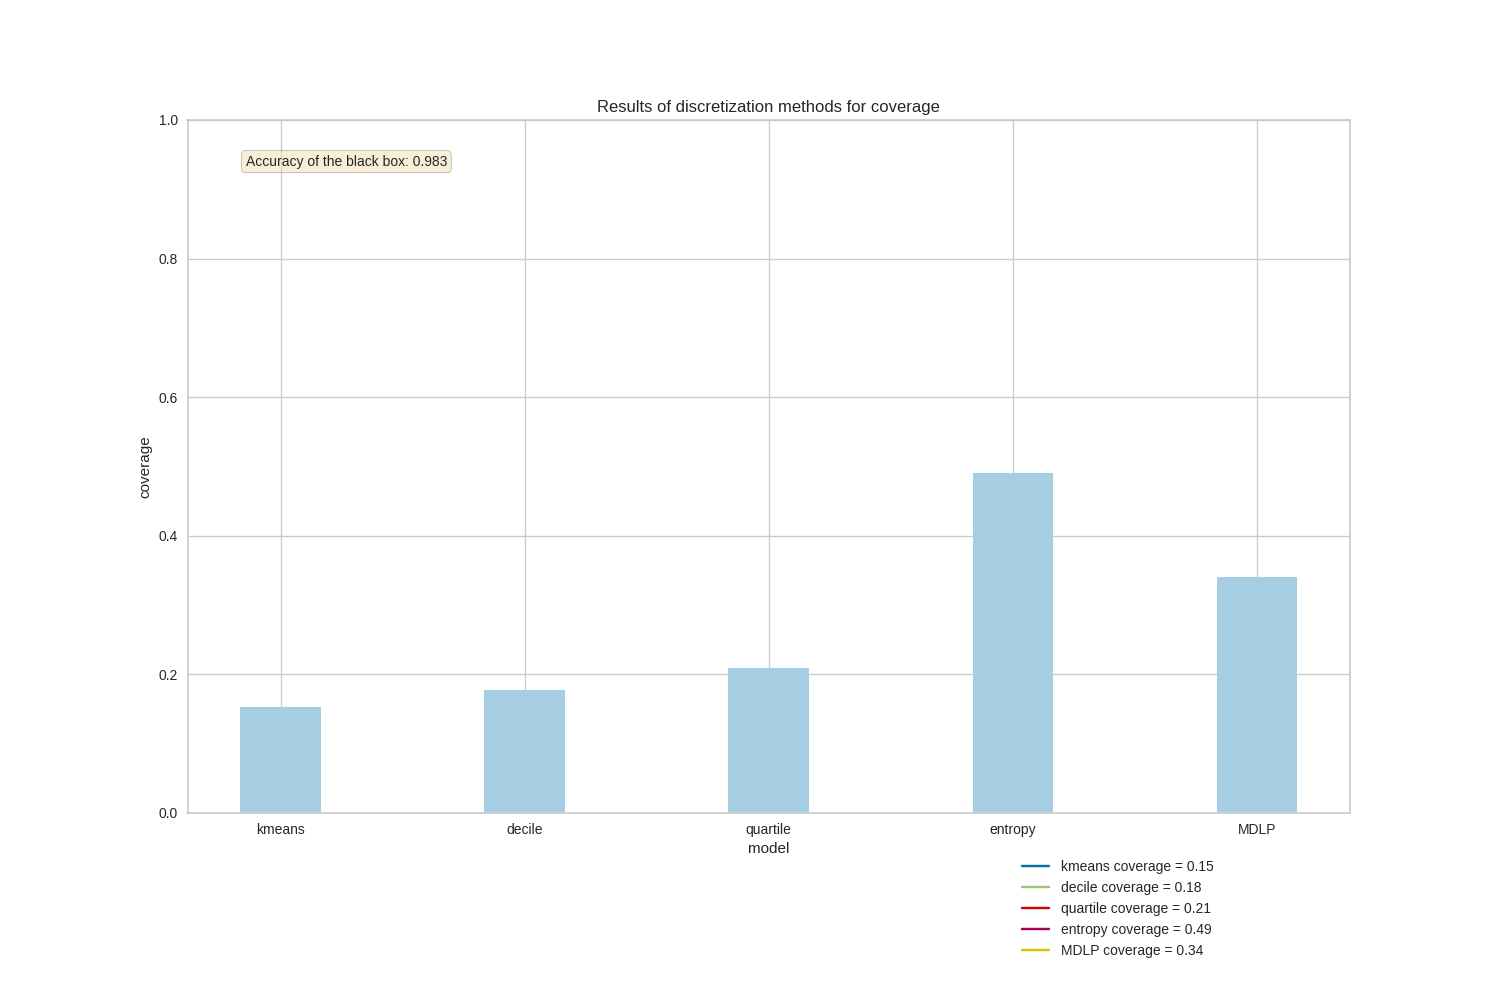 Results of discretization methods for coverage
1.0
Accuracy of the black box: 0.983
0.8
0.6
coverage
0.4
0.2
0.0
kmeans decile quartile entropy MDLP
model
kmeans coverage = 0.15
decile coverage = 0.18
quartile coverage = 0.21
entropy coverage = 0.49
MDLP coverage = 0.34